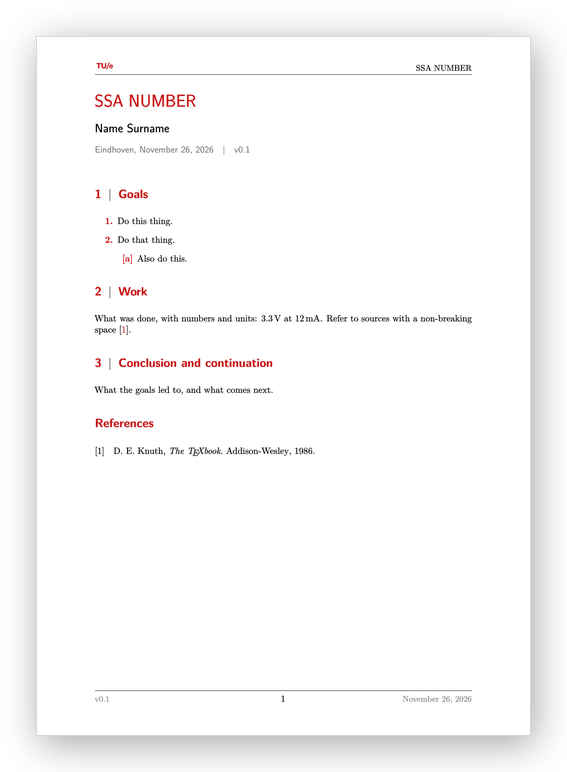 TU/e SSA NUMBER
SSA NUMBER
Name Surname
Eindhoven, November 26, 2026 | v0.1
1 | Goals
1. Do this thing.
2. Do that thing.
[a] Also do this.
2 | Work
What was done, with numbers and units: 3.3 V at 12 mA. Refer to sources with a non-breaking
space [1].
3 | Conclusion and continuation
What the goals led to, and what comes next.
References
[1] D. E. Knuth, The TEXbook. Addison-Wesley, 1986.
v0.1 1 November 26, 2026